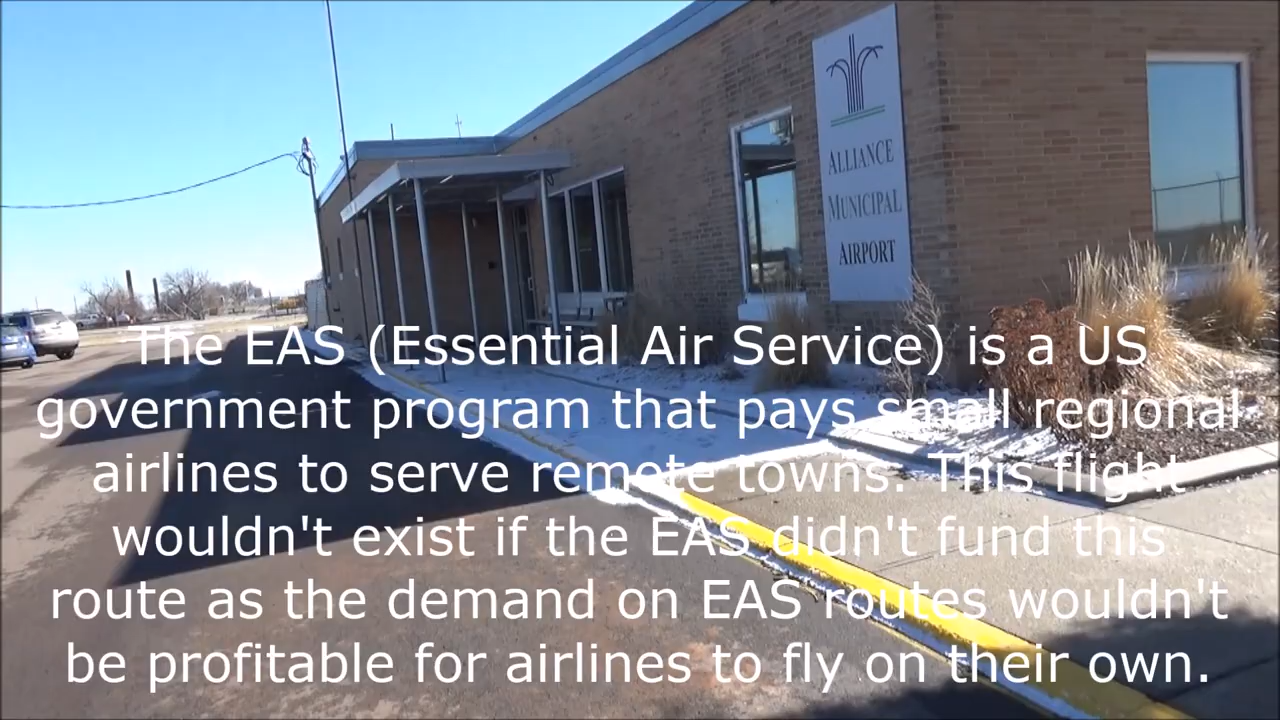 ALLIANCE
MUNICIPAL
AIRPORT
The EAS (Essential Air Service) is a US
government program that pays small regional
airlines to serve remote towns. This flight
wouldn't exist if the EAS didn't fund this
route as the demand on EAS routes wouldn't
be profitable for airlines to fly on their own.